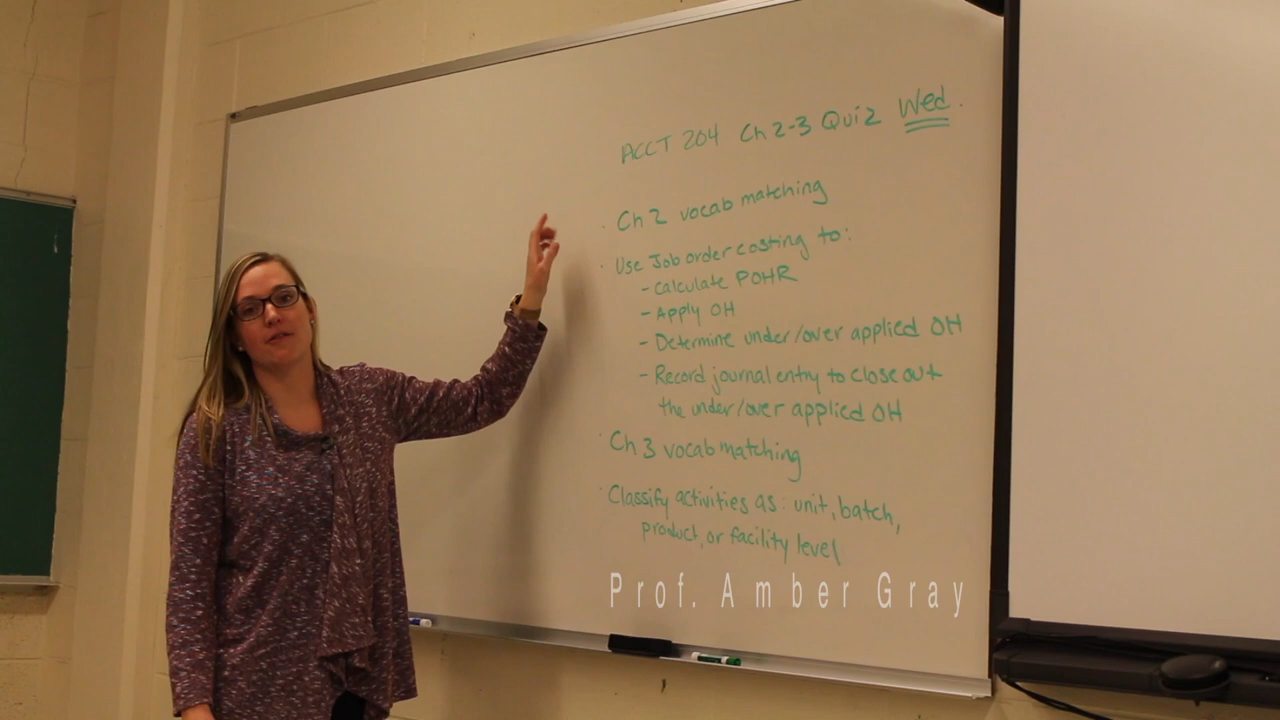 ACCT 204 Ch 2-3 Quiz Wed.
· Ch 2 vocab matching
· Use Job order costing to:
- Calculate POHR
- Apply OH
- Determine under/over applied OH
- Record journal entry to close out
the under/over applied OH
· Ch 3 vocab matching
· Classify activities as: unit, batch,
product, or facility level
Prof. Amber Gray